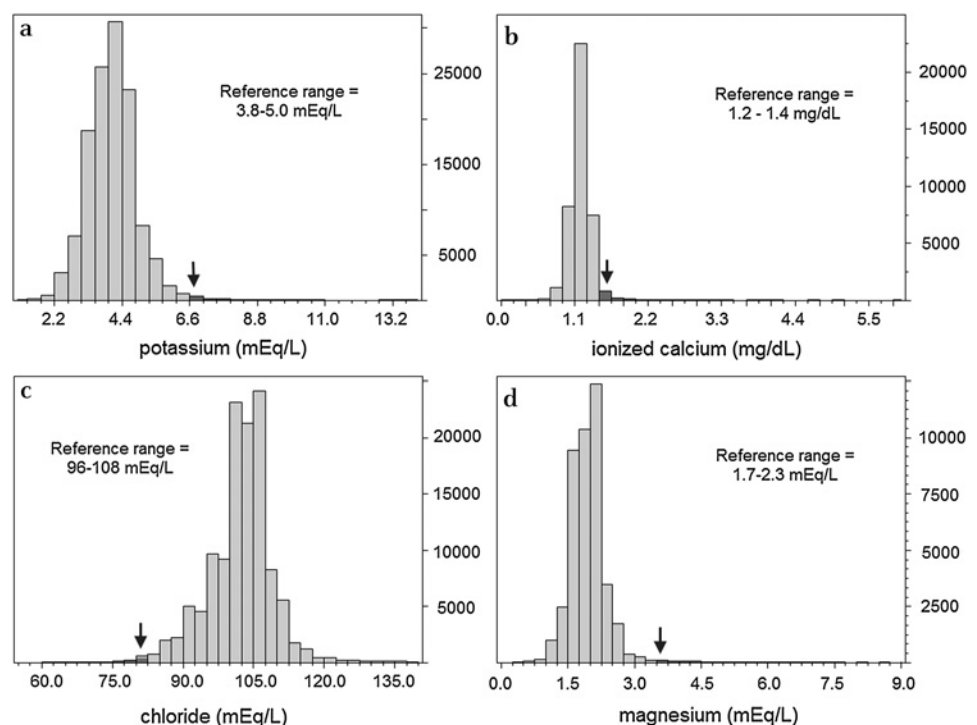 a
Reference range =
3.8-5.0 mEq/L
25000
15000
5000
2.2 4.4 6.6 8.8 11.0 13.2
potassium (mEq/L)
b
Reference range =
1.2 - 1.4 mg/dL
20000
15000
10000
5000
0.0 1.1 2.2 3.3 4.4 5.5
ionized calcium (mg/dL)
c
Reference range =
96-108 mEq/L
20000
15000
10000
5000
60.0 75.0 90.0 105.0 120.0 135.0
chloride (mEq/L)
d
Reference range =
1.7-2.3 mEq/L
10000
7500
5000
2500
0.0 1.5 3.0 4.5 6.0 7.5 9.0
magnesium (mEq/L)